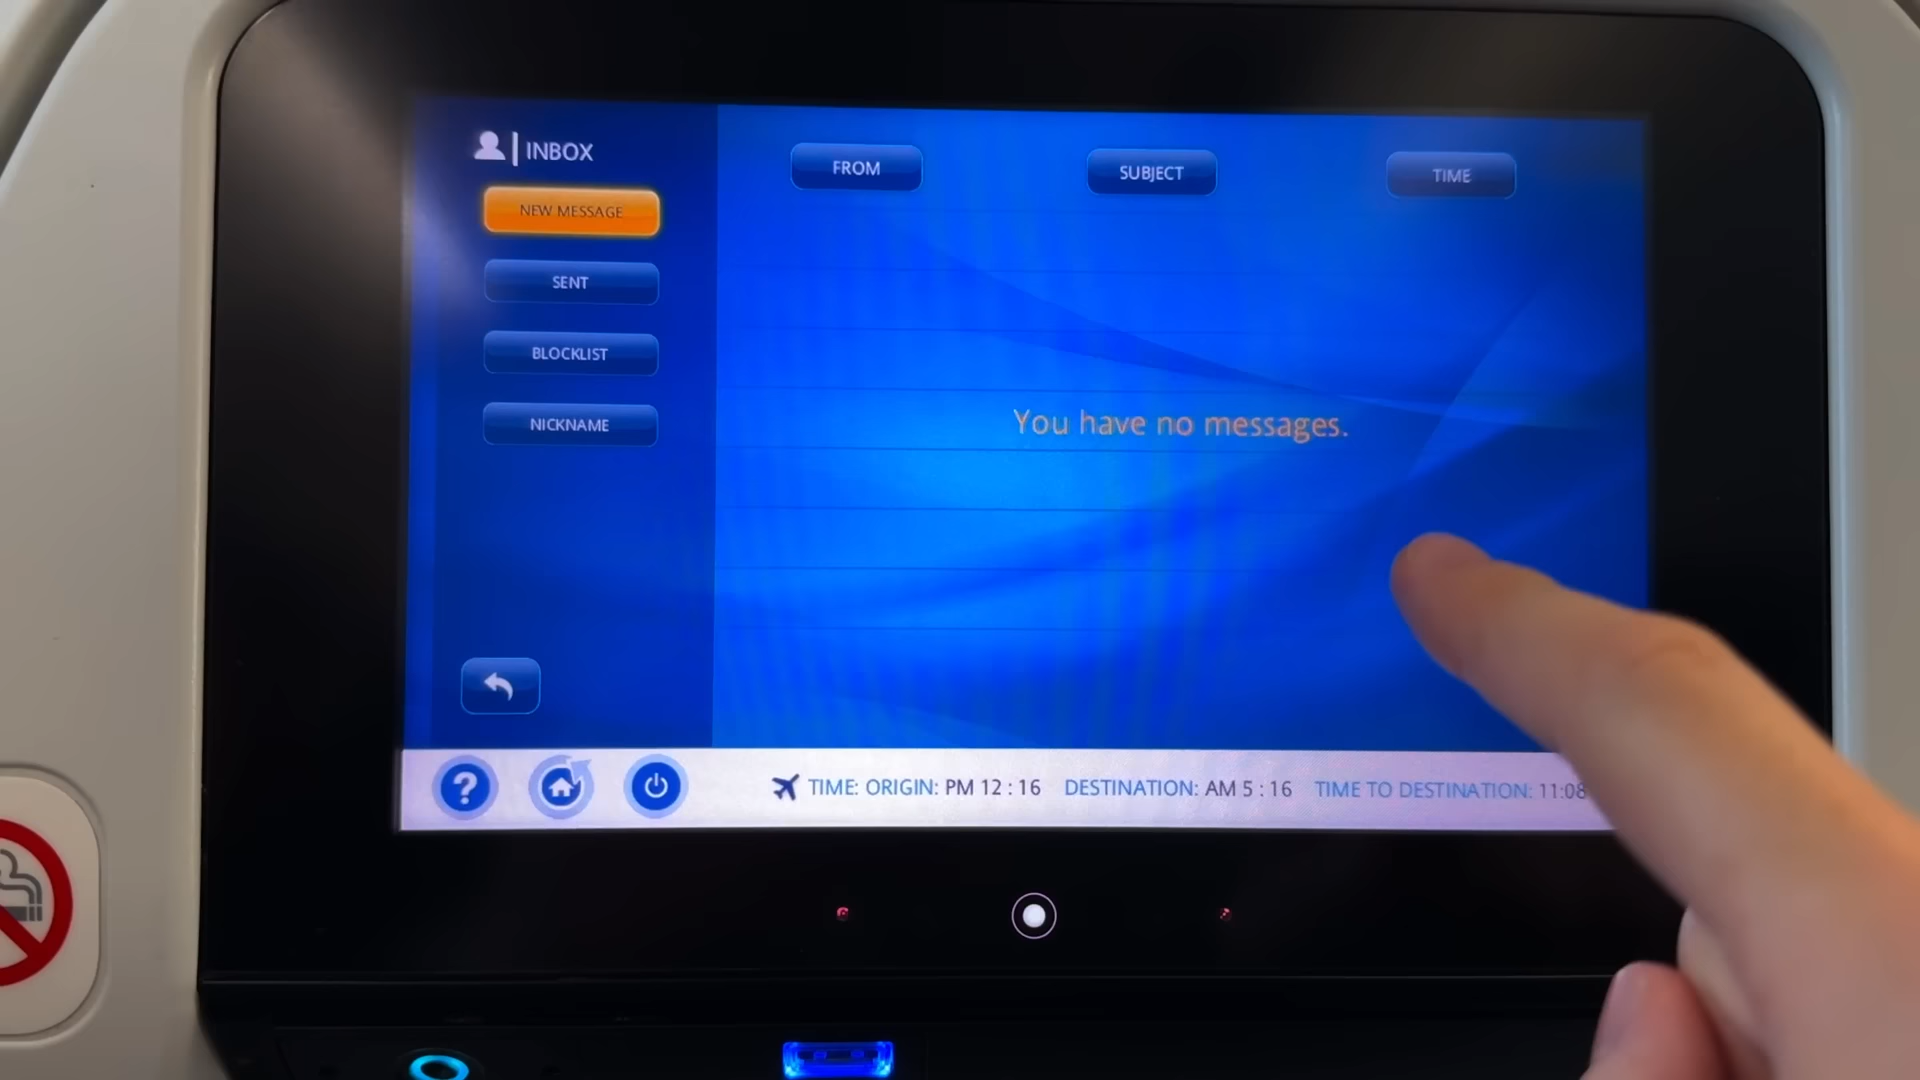 INBOX
NEW MESSAGE
SENT
BLOCKLIST
NICKNAME
FROM SUBJECT TIME
You have no messages.
?
TIME: ORIGIN: PM 12 : 16 DESTINATION: AM 5 : 16 TIME TO DESTINATION: 11:08